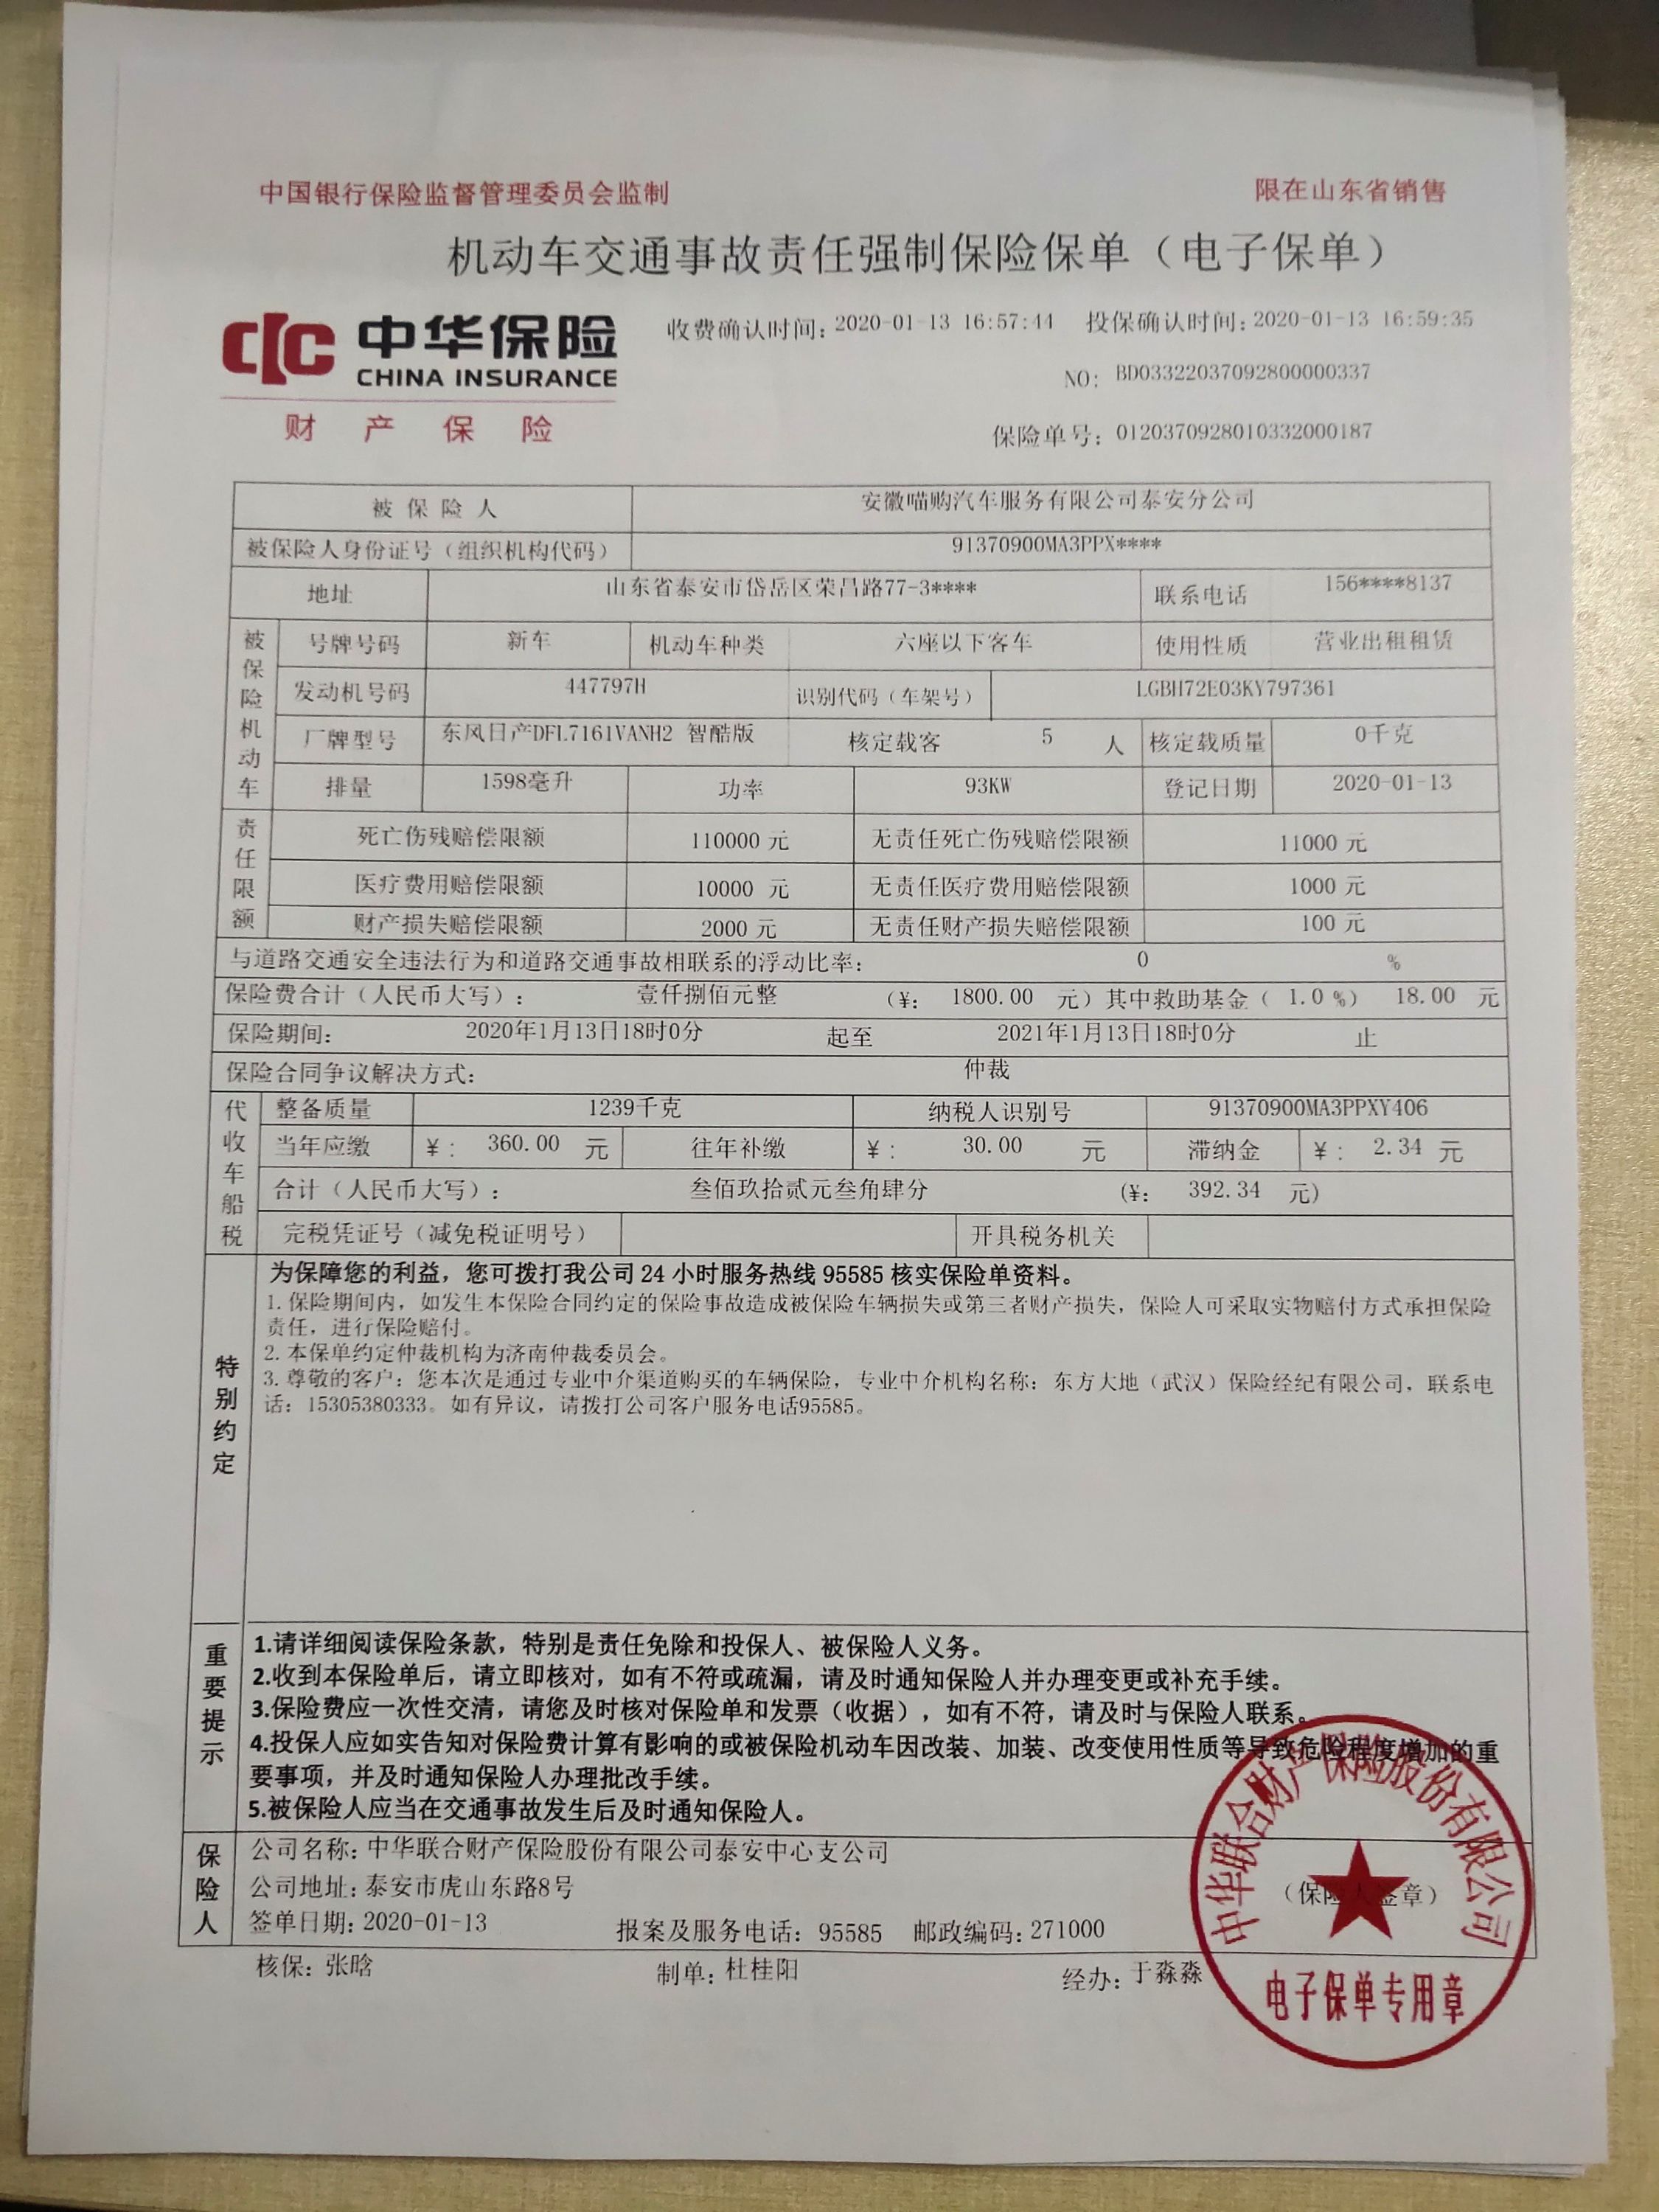 中国银行保险监督管理委员会监制 限在山东省销售
机动车交通事故责任强制保险保单（电子保单）
中华保险
CHINA INSURANCE
财产保险
收费确认时间：2020-01-13 16:57:44 投保确认时间：2020-01-13 16:59:35
NO： BD03322037092800000337
保险单号：0120370928010332000187
被保险人 安徽喵购汽车服务有限公司泰安分公司
被保险人身份证号（组织机构代码） 91370900MA3PPX****
地址 山东省泰安市岱岳区荣昌路77-3**** 联系电话 156****8137
被保险机动车
号牌号码 新车 机动车种类 六座以下客车 使用性质 营业出租租赁
发动机号码 447797H 识别代码（车架号） LGBH72E03KY797361
厂牌型号 东风日产DFL7161VANH2 智酷版 核定载客 5 人 核定载质量 0千克
排量 1598毫升 功率 93KW 登记日期 2020-01-13
责任限额
死亡伤残赔偿限额 110000 元 无责任死亡伤残赔偿限额 11000 元
医疗费用赔偿限额 10000 元 无责任医疗费用赔偿限额 1000 元
财产损失赔偿限额 2000 元 无责任财产损失赔偿限额 100 元
与道路交通安全违法行为和道路交通事故相联系的浮动比率： 0 %
保险费合计（人民币大写）： 壹仟捌佰元整 （¥： 1800.00 元）其中救助基金（ 1.0 %） 18.00 元
保险期间： 2020年1月13日18时0分 起至 2021年1月13日18时0分 止
保险合同争议解决方式： 仲裁
代收车船税
整备质量 1239千克 纳税人识别号 91370900MA3PPXY406
当年应缴 ¥： 360.00 元 往年补缴 ¥： 30.00 元 滞纳金 ¥： 2.34 元
合计（人民币大写）： 叁佰玖拾贰元叁角肆分 （¥： 392.34 元）
完税凭证号（减免税证明号） 开具税务机关
特别约定
为保障您的利益，您可拨打我公司 24 小时服务热线 95585 核实保险单资料。
1. 保险期间内，如发生本保险合同约定的保险事故造成被保险车辆损失或第三者财产损失，保险人可采取实物赔付方式承担保险
责任，进行保险赔付。
2. 本保单约定仲裁机构为济南仲裁委员会。
3. 尊敬的客户：您本次是通过专业中介渠道购买的车辆保险，专业中介机构名称：东方大地（武汉）保险经纪有限公司，联系电
话：15305380333。如有异议，请拨打公司客户服务电话95585。
重要提示
1.请详细阅读保险条款，特别是责任免除和投保人、被保险人义务。
2.收到本保险单后，请立即核对，如有不符或疏漏，请及时通知保险人并办理变更或补充手续。
3.保险费应一次性交清，请您及时核对保险单和发票（收据），如有不符，请及时与保险人联系。
4.投保人应如实告知对保险费计算有影响的或被保险机动车因改装、加装、改变使用性质等导致危险程度增加的重
要事项，并及时通知保险人办理批改手续。
5.被保险人应当在交通事故发生后及时通知保险人。
保险人
公司名称：中华联合财产保险股份有限公司泰安中心支公司
公司地址：泰安市虎山东路8号 （保险人签章）
签单日期：2020-01-13 报案及服务电话：95585 邮政编码：271000
核保：张晗 制单：杜桂阳 经办：于淼淼
中华联合财产保险股份有限公司
电子保单专用章